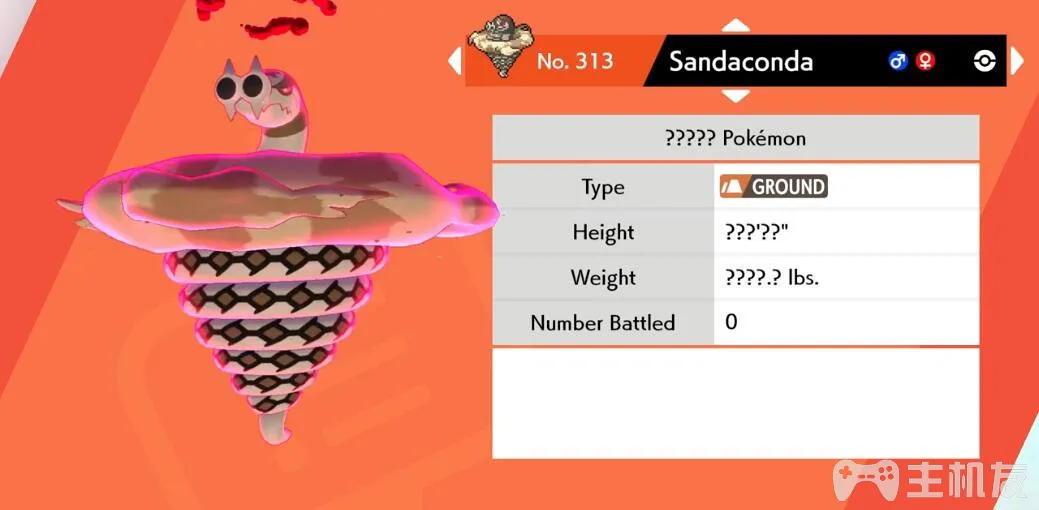 No. 313 Sandaconda
????? Pokémon
Type GROUND
Height ???'??"
Weight ????.? lbs.
Number Battled 0
主机友